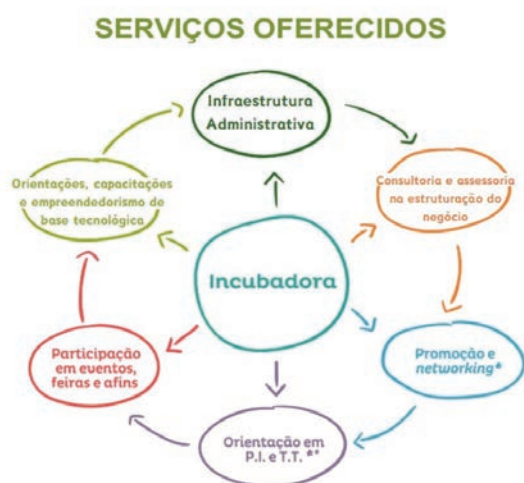 SERVIÇOS OFERECIDOS
Infraestrutura
Administrativa
Orientações, capacitações
e empreendedorismo de
base tecnológica
Consultoria e assessoria
na estruturação do
negócio
Incubadora
Participação
em eventos,
feiras e afins
Promoção e
networking*
Orientação em
P.I. e T.T. **